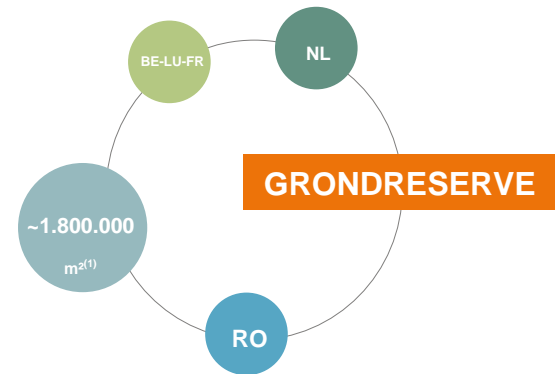 BE-LU-FR
NL
GRONDRESERVE
~1.800.000
m²⁽¹⁾
RO